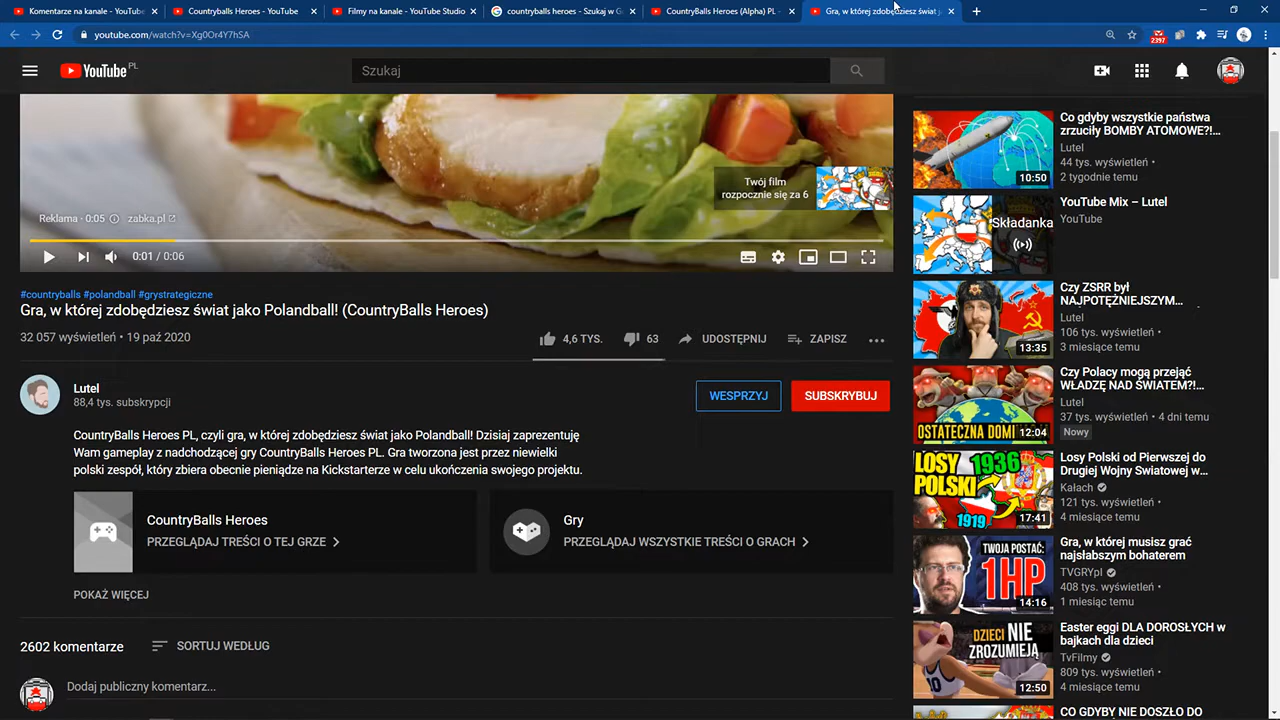 Komentarze na kanale - YouTube
Countryballs Heroes - YouTube
Filmy na kanale - YouTube Studio
countryballs heroes - Szukaj w G
CountryBalls Heroes (Alpha) PL -
Gra, w której zdobędziesz świat j
youtube.com/watch?v=Xg0Or4Y7hSA
2397
YouTube PL
Szukaj
Twój film
rozpocznie się za 6
Reklama · 0:05
zabka.pl
0:01 / 0:06
#countryballs #polandball #grystrategiczne
Gra, w której zdobędziesz świat jako Polandball! (CountryBalls Heroes)
32 057 wyświetleń • 19 paź 2020
4,6 TYS.
63
UDOSTĘPNIJ
ZAPISZ
Lutel
88,4 tys. subskrypcji
WESPRZYJ
SUBSKRYBUJ
CountryBalls Heroes PL, czyli gra, w której zdobędziesz świat jako Polandball! Dzisiaj zaprezentuję
Wam gameplay z nadchodzącej gry CountryBalls Heroes PL. Gra tworzona jest przez niewielki
polski zespół, który zbiera obecnie pieniądze na Kickstarterze w celu ukończenia swojego projektu.
CountryBalls Heroes
PRZEGLĄDAJ TREŚCI O TEJ GRZE
Gry
PRZEGLĄDAJ WSZYSTKIE TREŚCI O GRACH
POKAŻ WIĘCEJ
2602 komentarze
SORTUJ WEDŁUG
Dodaj publiczny komentarz...
10:50
Co gdyby wszystkie państwa
zrzuciły BOMBY ATOMOWE?!...
Lutel
44 tys. wyświetleń •
2 tygodnie temu
Składanka
YouTube Mix – Lutel
YouTube
13:35
Czy ZSRR był
NAJPOTĘŻNIEJSZYM...
Lutel
106 tys. wyświetleń •
3 miesiące temu
OSTATECZNA DOMI
12:04
Czy Polacy mogą przejąć
WŁADZĘ NAD ŚWIATEM?!...
Lutel
37 tys. wyświetleń • 4 dni temu
Nowy
LOSY
POLSKI
1936
1919
17:41
Losy Polski od Pierwszej do
Drugiej Wojny Światowej w...
Kałach
121 tys. wyświetleń •
4 miesiące temu
TWOJA POSTAĆ:
1HP
14:16
Gra, w której musisz grać
najsłabszym bohaterem
TVGRYpl
408 tys. wyświetleń •
1 miesiąc temu
DZIECI NIE
ZROZUMIEJĄ
12:50
Easter eggi DLA DOROSŁYCH w
bajkach dla dzieci
TvFilmy
809 tys. wyświetleń •
4 miesiące temu
CO GDYBY NIE DOSZŁO DO